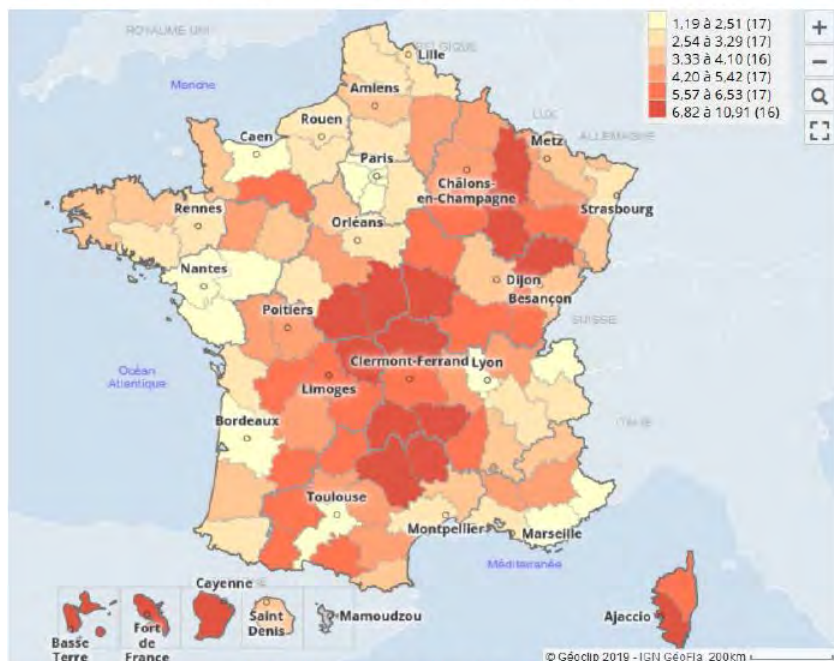 ROYAUME UNI
BELGIQUE
Lille
Manche
Amiens
Rouen
LUX
Caen
Metz
ALLEMAGNE
Paris
Châlons-
en-Champagne
Strasbourg
Rennes
Orléans
Nantes
Dijon
Besançon
Poitiers
SUISSE
Océan
Atlantique
Clermont-Ferrand
Lyon
Limoges
Bordeaux
ITALIE
Toulouse
Montpellier
Marseille
Méditerranée
Cayenne
Basse
Terre
Fort
de
France
Saint
Denis
Mamoudzou
Ajaccio
1,19 à 2,51 (17)
2,54 à 3,29 (17)
3,33 à 4,10 (16)
4,20 à 5,42 (17)
5,57 à 6,53 (17)
6,82 à 10,91 (16)
+
−
© Géoclip 2019 - IGN GéoFla 200km